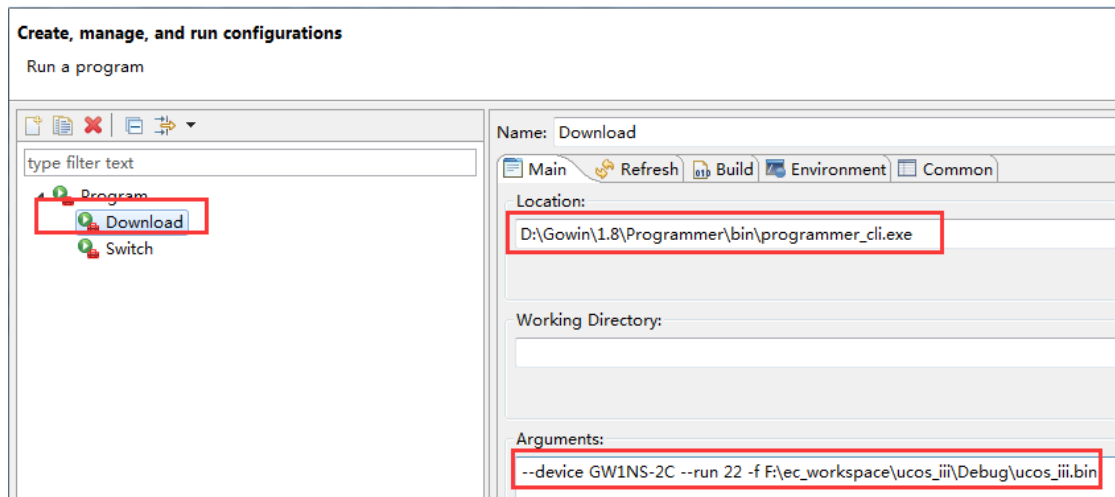 Create, manage, and run configurations
Run a program
type filter text
Program
Download
Switch
Name: Download
Main Refresh Build Environment Common
Location:
D:\Gowin\1.8\Programmer\bin\programmer_cli.exe
Working Directory:
Arguments:
--device GW1NS-2C --run 22 -f F:\ec_workspace\ucos_iii\Debug\ucos_iii.bin